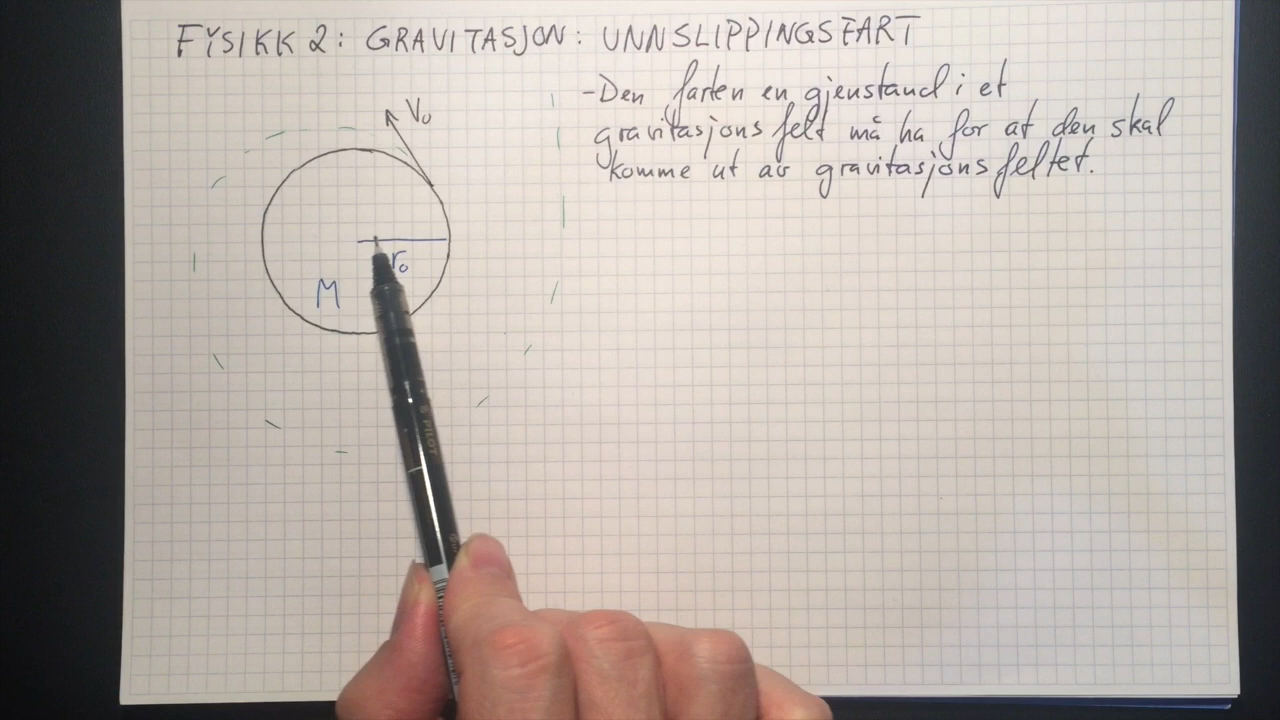 FYSIKK 2: GRAVITASJON: UNNSLIPPINGSFART
-Den farten en gjenstand i et
gravitasjonsfelt må ha for at den skal
komme ut av gravitasjonsfeltet.
V₀
r₀
M
PILOT